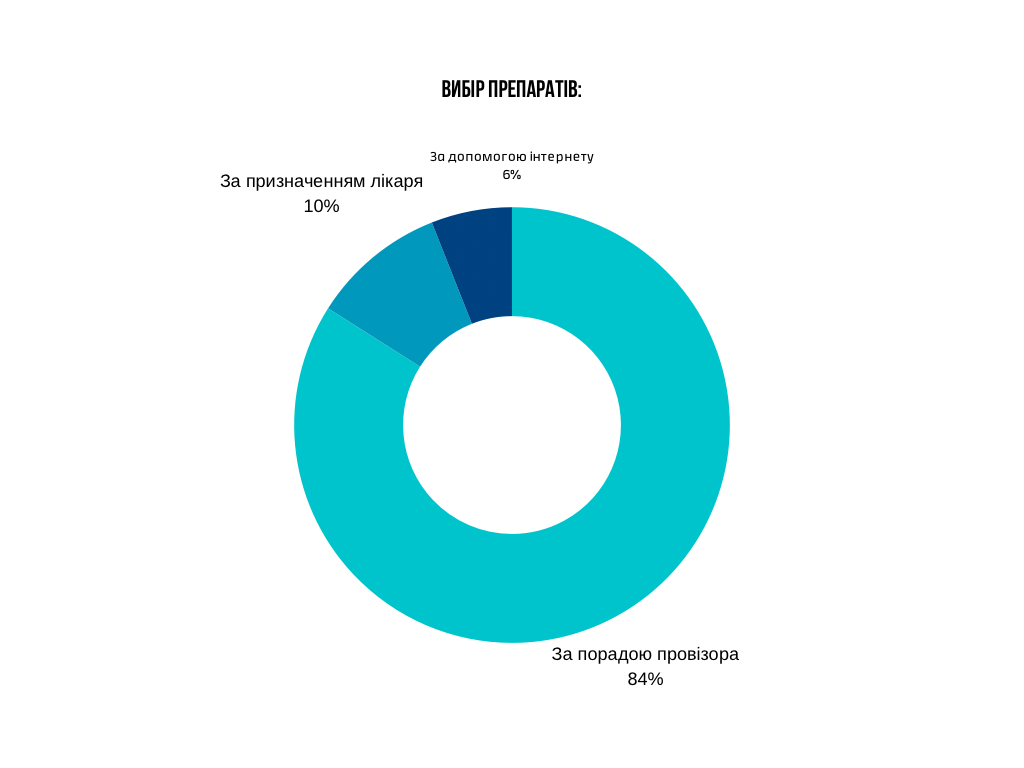 ВИБІР ПРЕПАРАТІВ:
За допомогою інтернету
6%
За призначенням лікаря
10%
За порадою провізора
84%